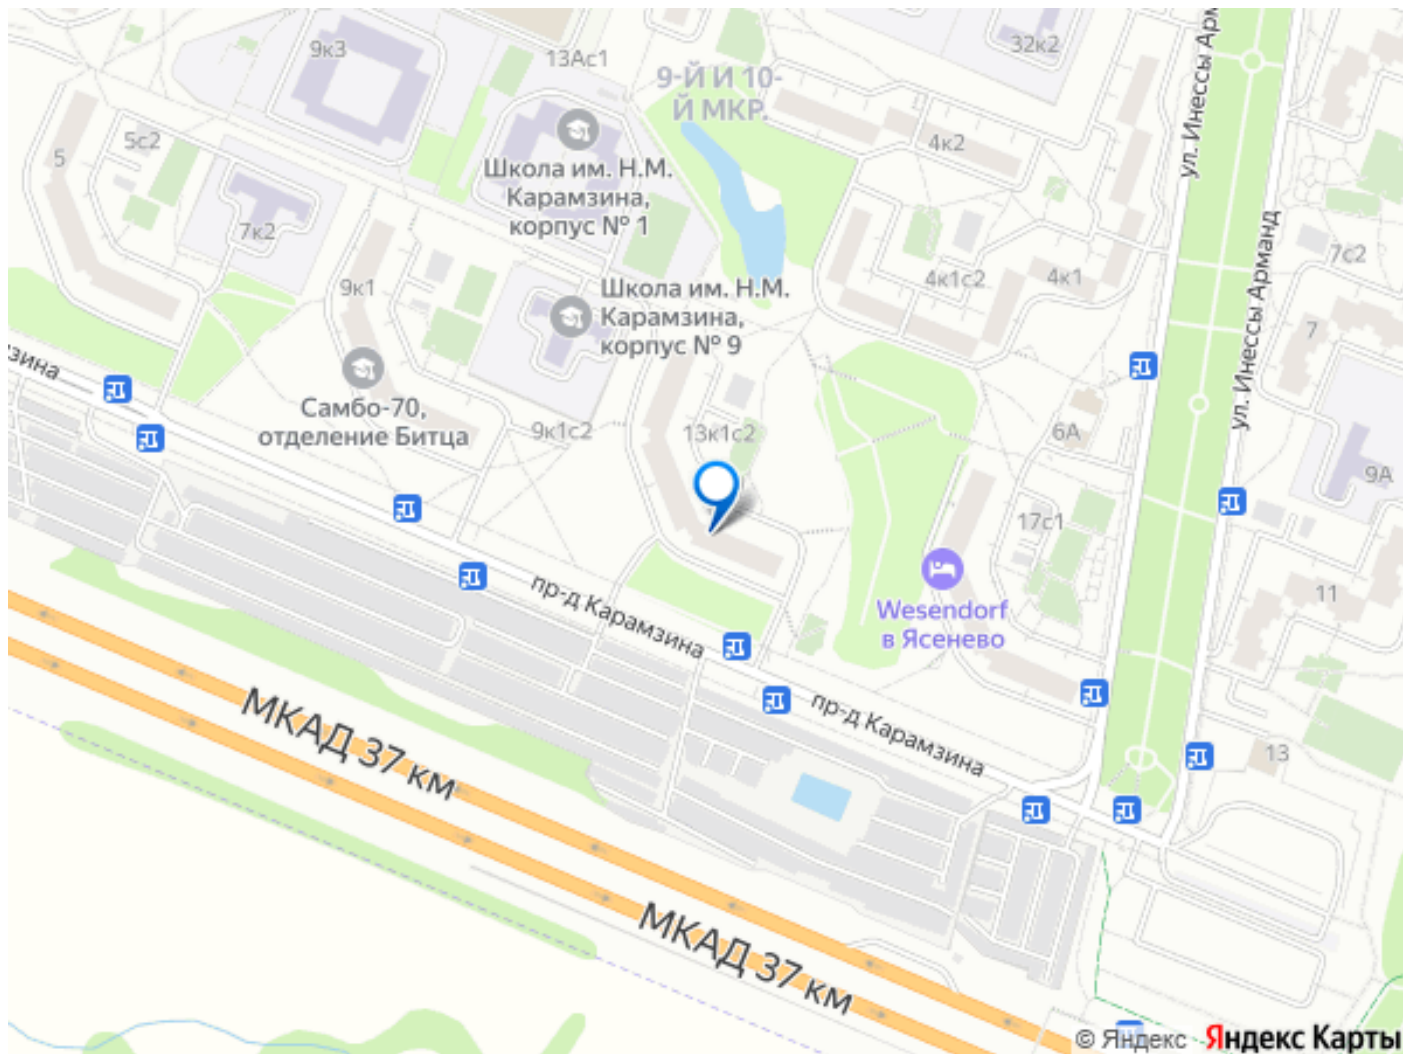 9к3
13Ас1
32к2
ул. Инессы Арм
9-Й И 10-
Й МКР.
5с2
5
4к2
Школа им. Н.М.
Карамзина,
корпус № 1
7к2
ул. Инессы Арманд
7с2
9к1
4к1с2
4к1
Школа им. Н.М.
Карамзина,
корпус № 9
7
зина
Самбо-70,
отделение Битца
9к1с2
13к1с2
6А
9А
17с1
пр-д Карамзина
Wesendorf
в Ясенево
11
МКАД 37 км
пр-д Карамзина
13
МКАД 37 км
© Яндекс Яндекс Карты